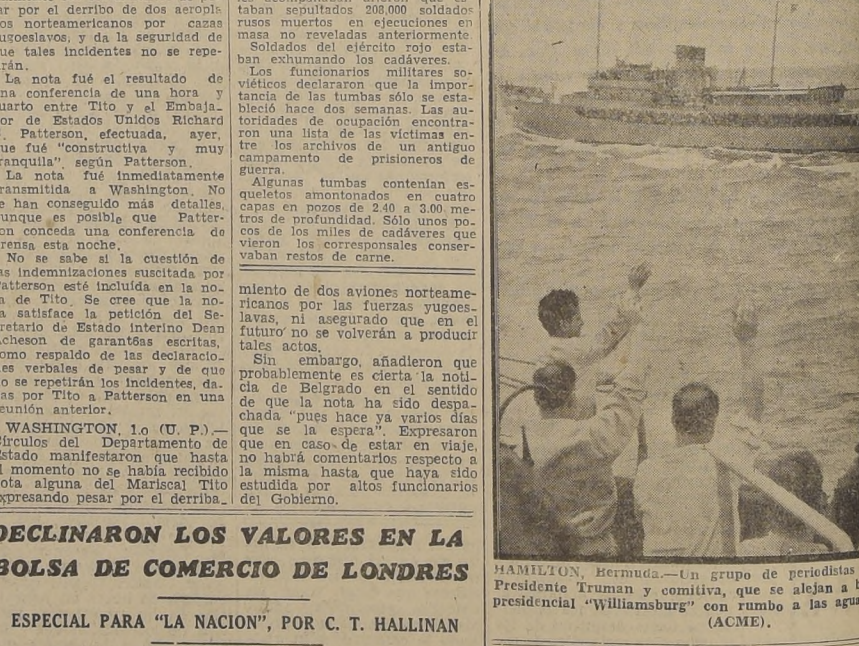 ar por el derribo de dos aeropla
os norteamericanos por cazas
ugoeslavos, y da la seguridad de
ue tales incidentes no se repe-
rán.
La nota fué el resultado de
na conferencia de una hora y
uarto entre Tito y el Embaja-
or de Estados Unidos Richard
. Patterson, efectuada, ayer,
ue fué "constructiva y muy
ranquila", según Patterson.
La nota fué inmediatamente
ransmitida a Washington. No
e han conseguido más detalles,
unque es posible que Patter-
on conceda una conferencia de
rensa esta noche.
No se sabe si la cuestión de
as indemnizaciones suscitada por
atterson esté incluída en la no-
a de Tito. Se cree que la no-
a satisface la petición del Se-
retario de Estado interino Dean
cheson de garant6as escritas,
omo respaldo de las declaracio-
es verbales de pesar y de que
o se repetirán los incidentes, da-
as por Tito a Patterson en una
eunión anterior.
WASHINGTON, 1.o (U. P.).—
írculos del Departamento de
stado manifestaron que hasta
l momento no se había recibido
ota alguna del Mariscal Tito
xpresando pesar por el derriba-
taban sepultados 208,000 soldados
rusos muertos en ejecuciones en
masa no reveladas anteriormente.
Soldados del ejército rojo esta-
ban exhumando los cadáveres.
Los funcionarios militares so-
viéticos declararon que la impor-
tancia de las tumbas sólo se esta-
bleció hace dos semanas. Las au-
toridades de ocupación encontra-
ron una lista de las víctimas en-
tre los archivos de un antiguo
campamento de prisioneros de
guerra.
Algunas tumbas contenían es-
queletos amontonados en cuatro
capas en pozos de 2.40 a 3.00 me-
tros de profundidad. Sólo unos po-
cos de los miles de cadáveres que
vieron los corresponsales conser-
vaban restos de carne.
miento de dos aviones norteame-
ricanos por las fuerzas yugoes-
lavas, ni asegurado que en el
futuro no se volverán a producir
tales actos.
Sin embargo, añadieron que
probablemente es cierta la noti-
cia de Belgrado en el sentido
de que la nota ha sido despa-
chada "pues hace ya varios días
que se la espera". Expresaron
que en caso de estar en viaje,
no habrá comentarios respecto a
la misma hasta que haya sido
estudida por altos funcionarios
del Gobierno.
DECLINARON LOS VALORES EN LA
BOLSA DE COMERCIO DE LONDRES
ESPECIAL PARA "LA NACION", POR C. T. HALLINAN
HAMILTON, Bermuda.—Un grupo de periodistas
Presidente Truman y comitiva, que se alejan a b
presidencial "Williamsburg" con rumbo a las agua
(ACME).